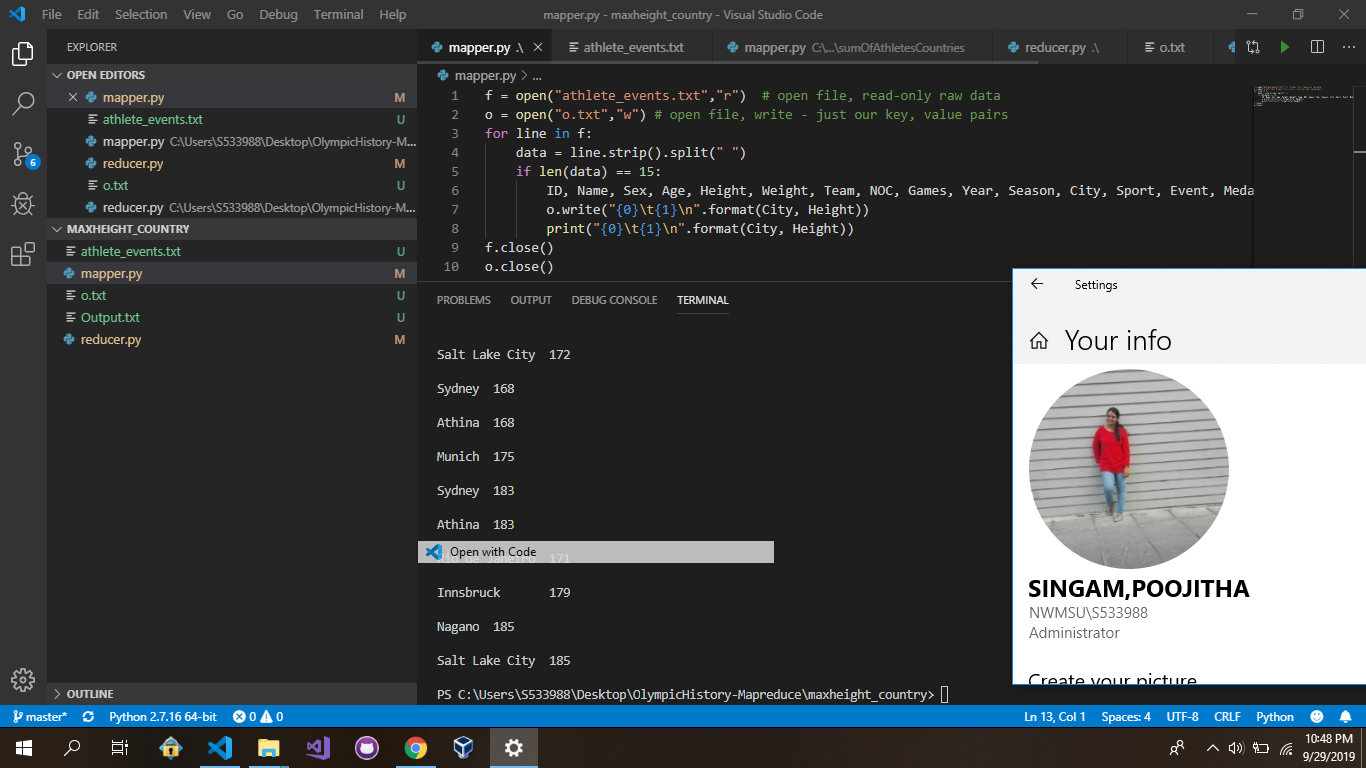 File Edit Selection View Go Debug Terminal Help mapper.py - maxheight_country - Visual Studio Code
EXPLORER
OPEN EDITORS
mapper.py M
athlete_events.txt U
mapper.py C:\Users\S533988\Desktop\OlympicHistory-M...
reducer.py M
o.txt U
reducer.py C:\Users\S533988\Desktop\OlympicHistory-M...
MAXHEIGHT_COUNTRY
athlete_events.txt U
mapper.py M
o.txt U
Output.txt U
reducer.py M
OUTLINE
6
mapper.py .\ athlete_events.txt mapper.py C:\...\sumOfAthletesCountries reducer.py .\ o.txt
mapper.py > ...
1 f = open("athlete_events.txt","r")  # open file, read-only raw data
2 o = open("o.txt","w") # open file, write - just our key, value pairs
3 for line in f:
4     data = line.strip().split(" ")
5     if len(data) == 15:
6         ID, Name, Sex, Age, Height, Weight, Team, NOC, Games, Year, Season, City, Sport, Event, Meda
7         o.write("{0}\t{1}\n".format(City, Height))
8         print("{0}\t{1}\n".format(City, Height))
9 f.close()
10 o.close()
PROBLEMS OUTPUT DEBUG CONSOLE TERMINAL
Salt Lake City 172
Sydney 168
Athina 168
Munich 175
Sydney 183
Athina 183
Open with Code
Rio de Janeiro 171
Innsbruck 179
Nagano 185
Salt Lake City 185
PS C:\Users\S533988\Desktop\OlympicHistory-Mapreduce\maxheight_country>
Settings
Your info
SINGAM,POOJITHA
NWMSU\S533988
Administrator
Create your picture
master* Python 2.7.16 64-bit 0 0 Ln 13, Col 1 Spaces: 4 UTF-8 CRLF Python
10:48 PM
9/29/2019